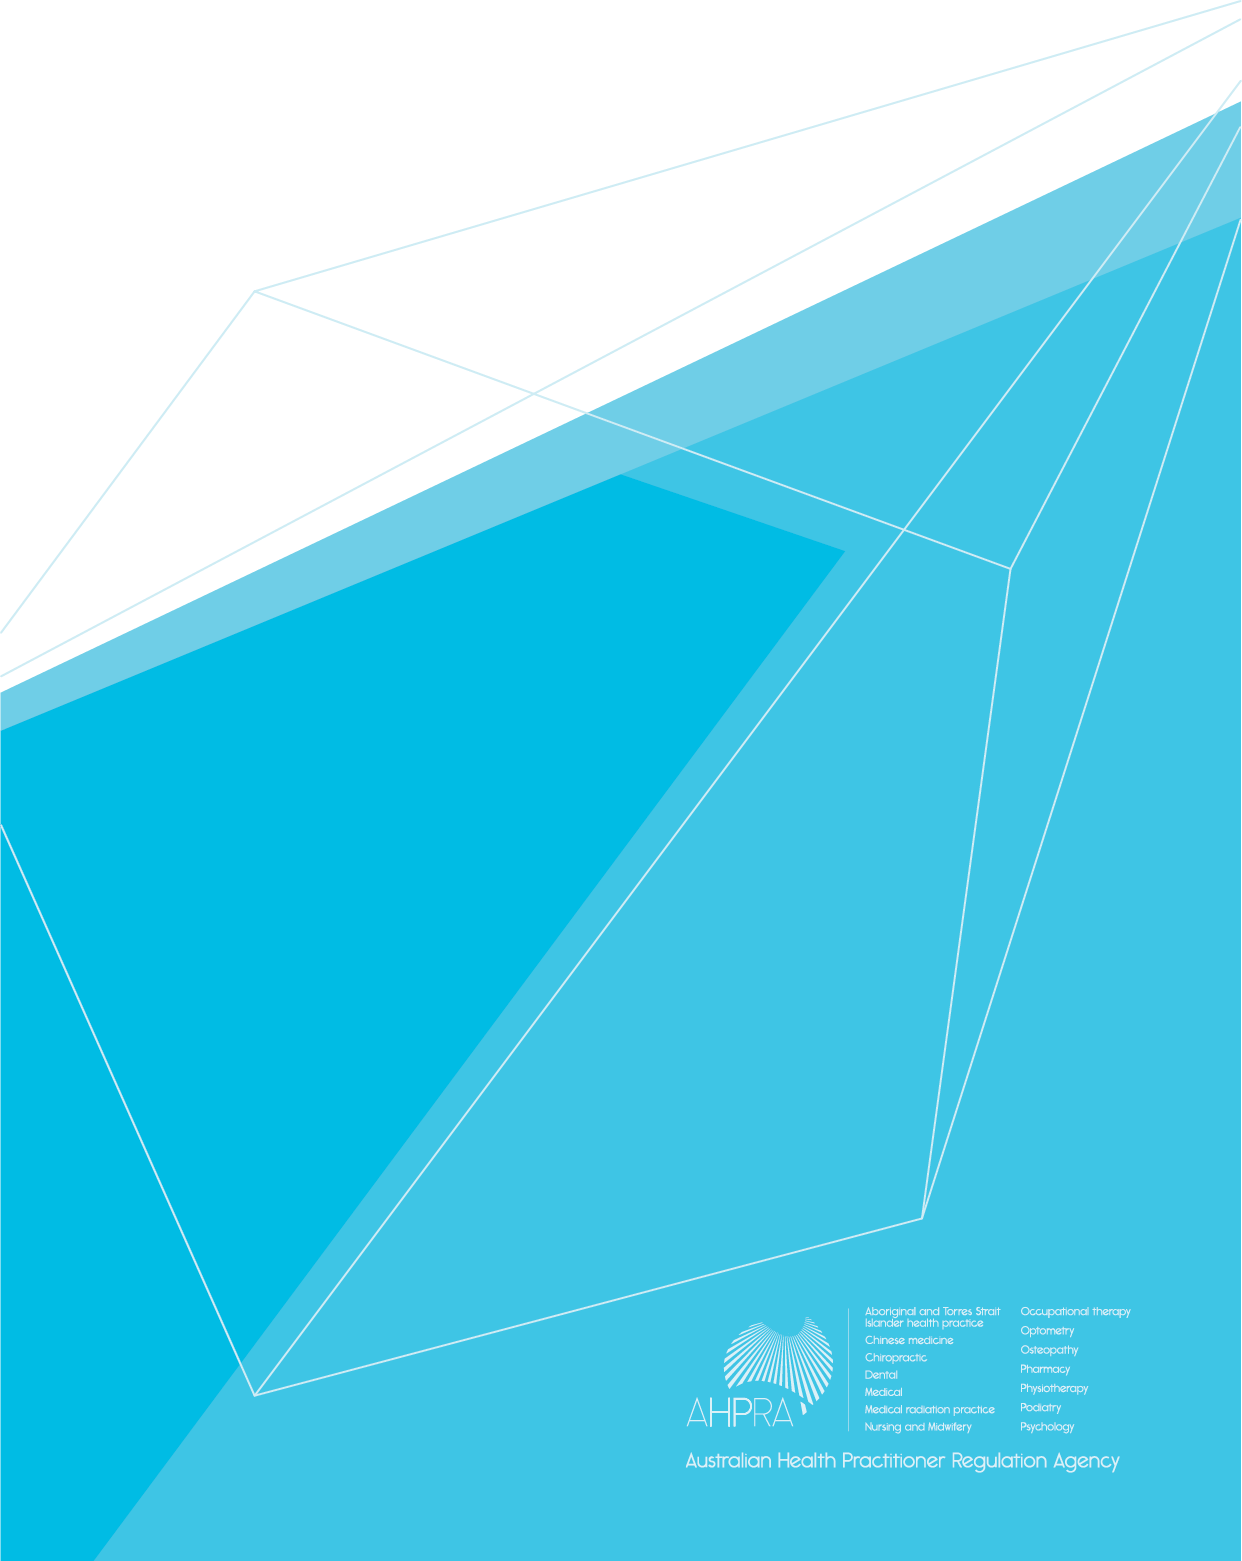 AHPRA
Aboriginal and Torres Strait
Islander health practice
Chinese medicine
Chiropractic
Dental
Medical
Medical radiation practice
Nursing and Midwifery
Occupational therapy
Optometry
Osteopathy
Pharmacy
Physiotherapy
Podiatry
Psychology
Australian Health Practitioner Regulation Agency